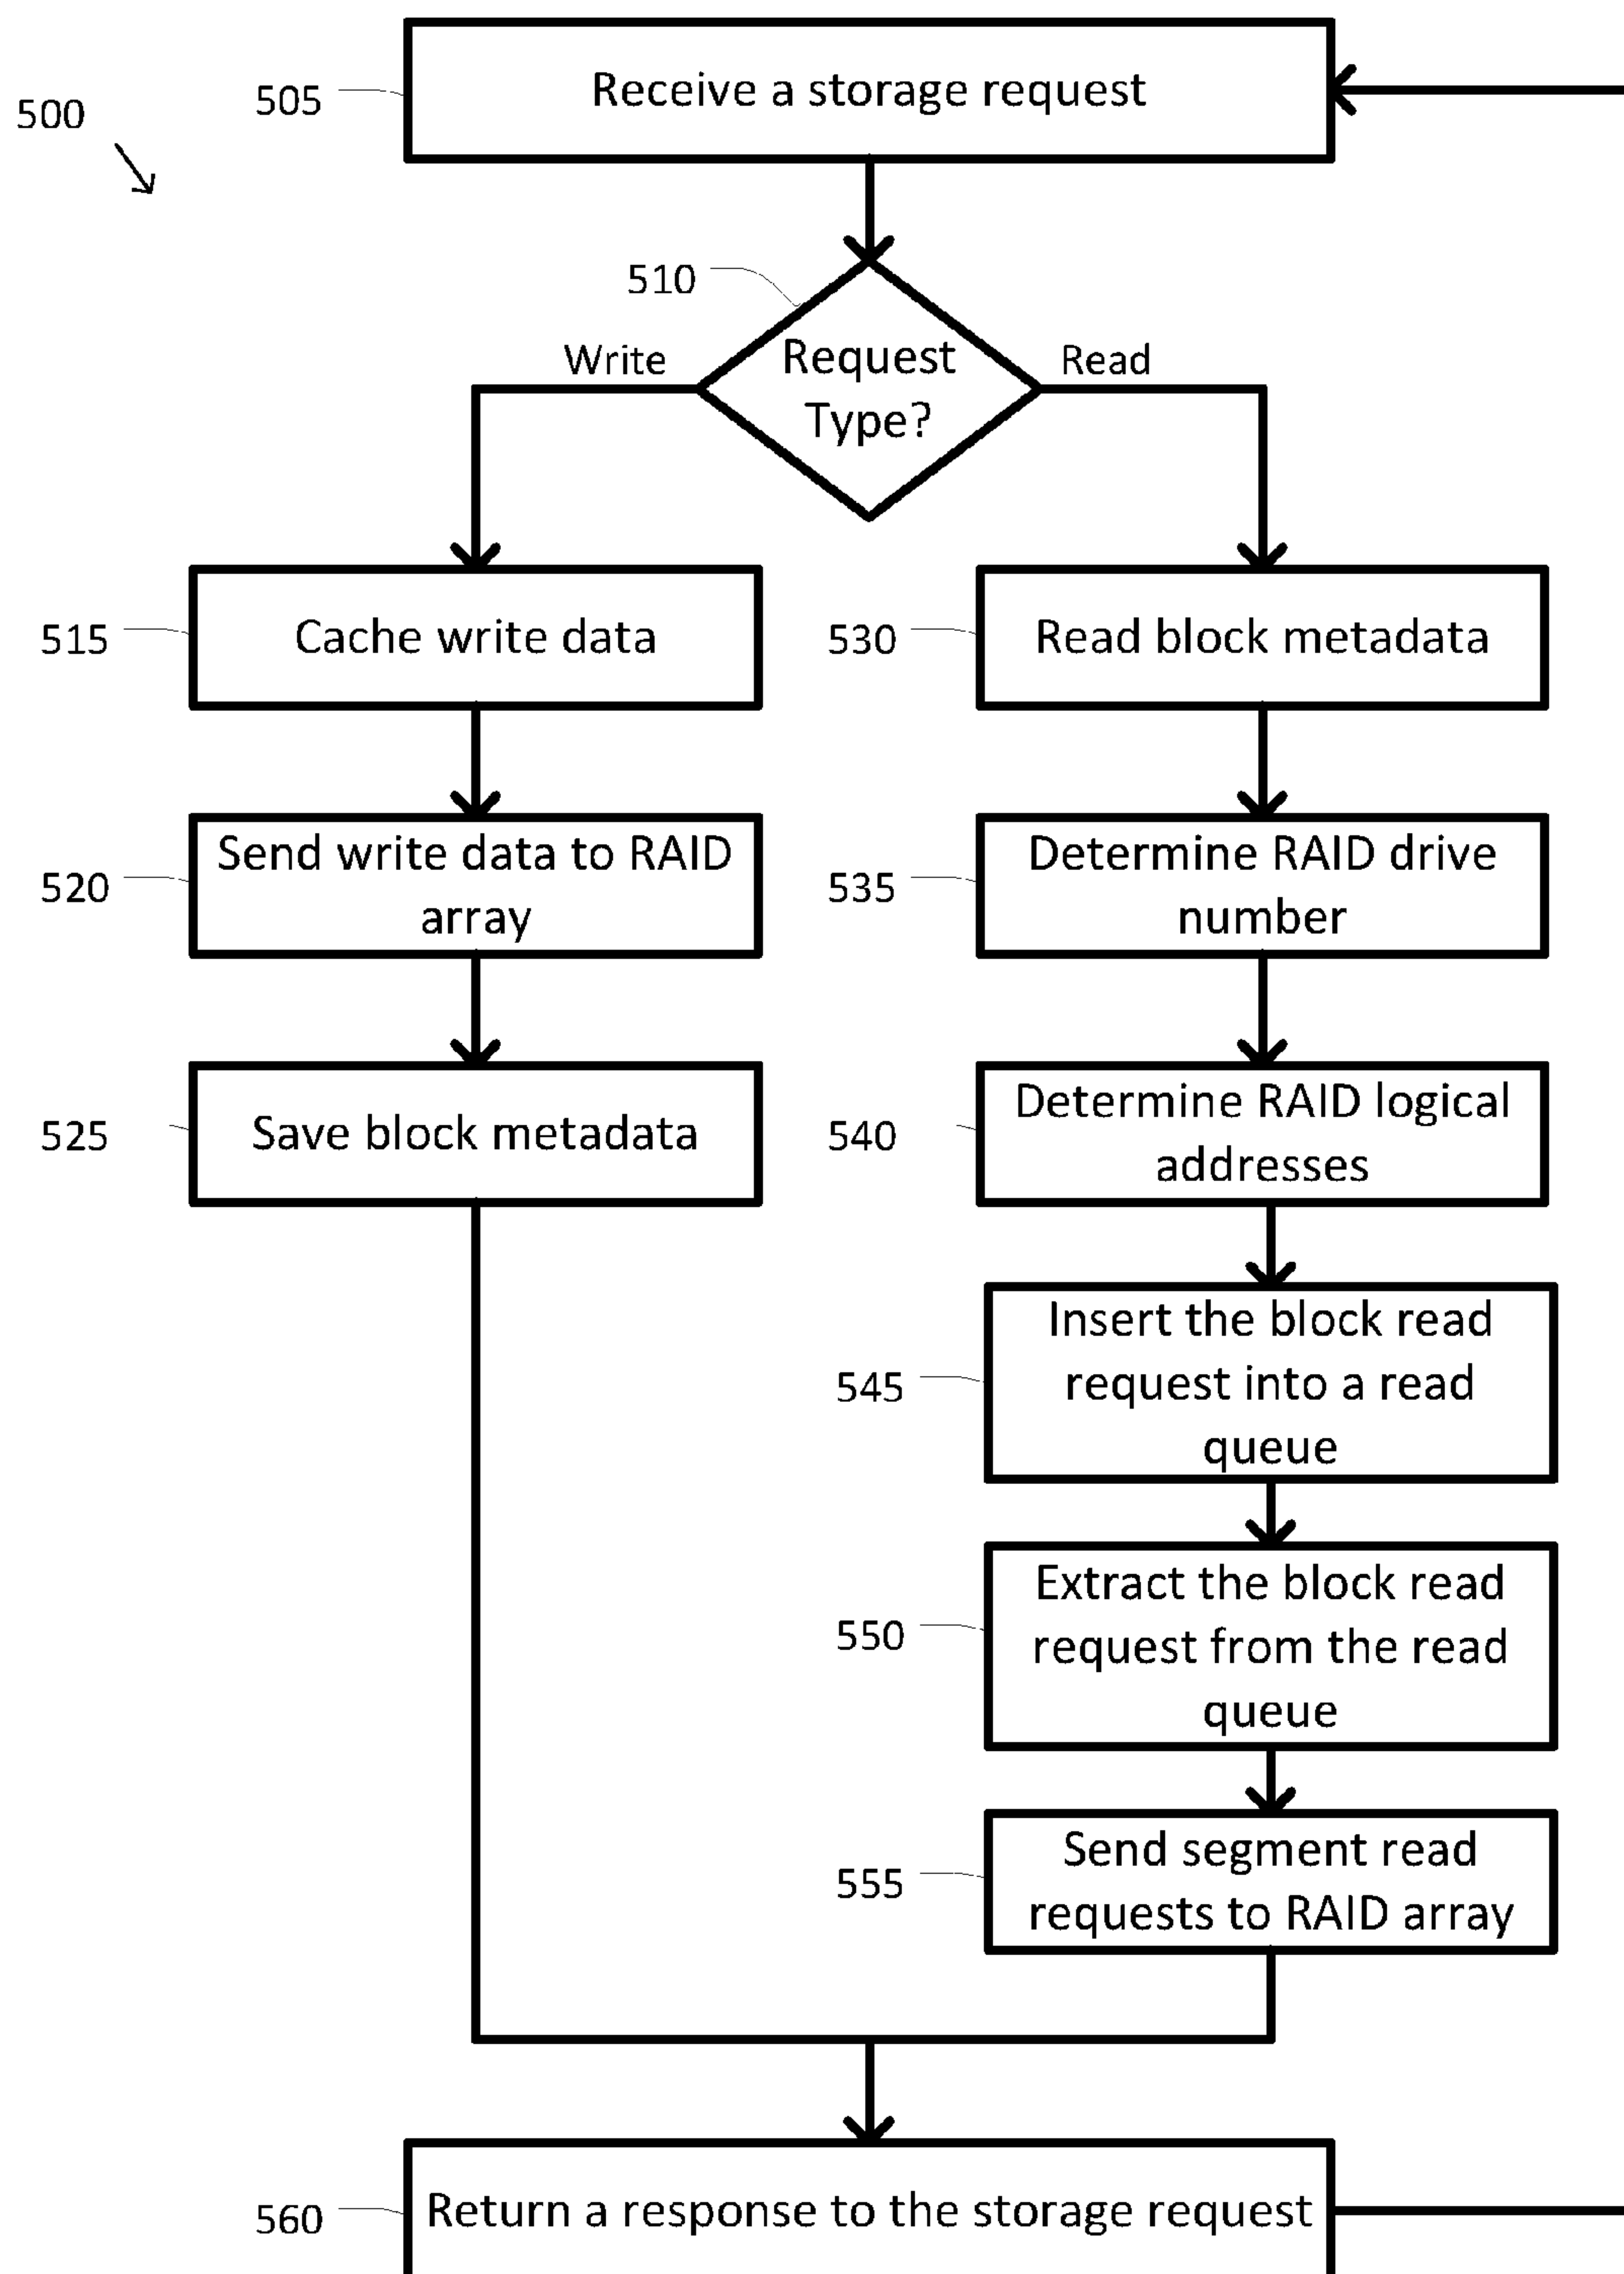 500
505
Receive a storage request
510
Write
Request
Type?
Read
515
Cache write data
530
Read block metadata
520
Send write data to RAID
array
535
Determine RAID drive
number
525
Save block metadata
540
Determine RAID logical
addresses
545
Insert the block read
request into a read
queue
550
Extract the block read
request from the read
queue
555
Send segment read
requests to RAID array
560
Return a response to the storage request